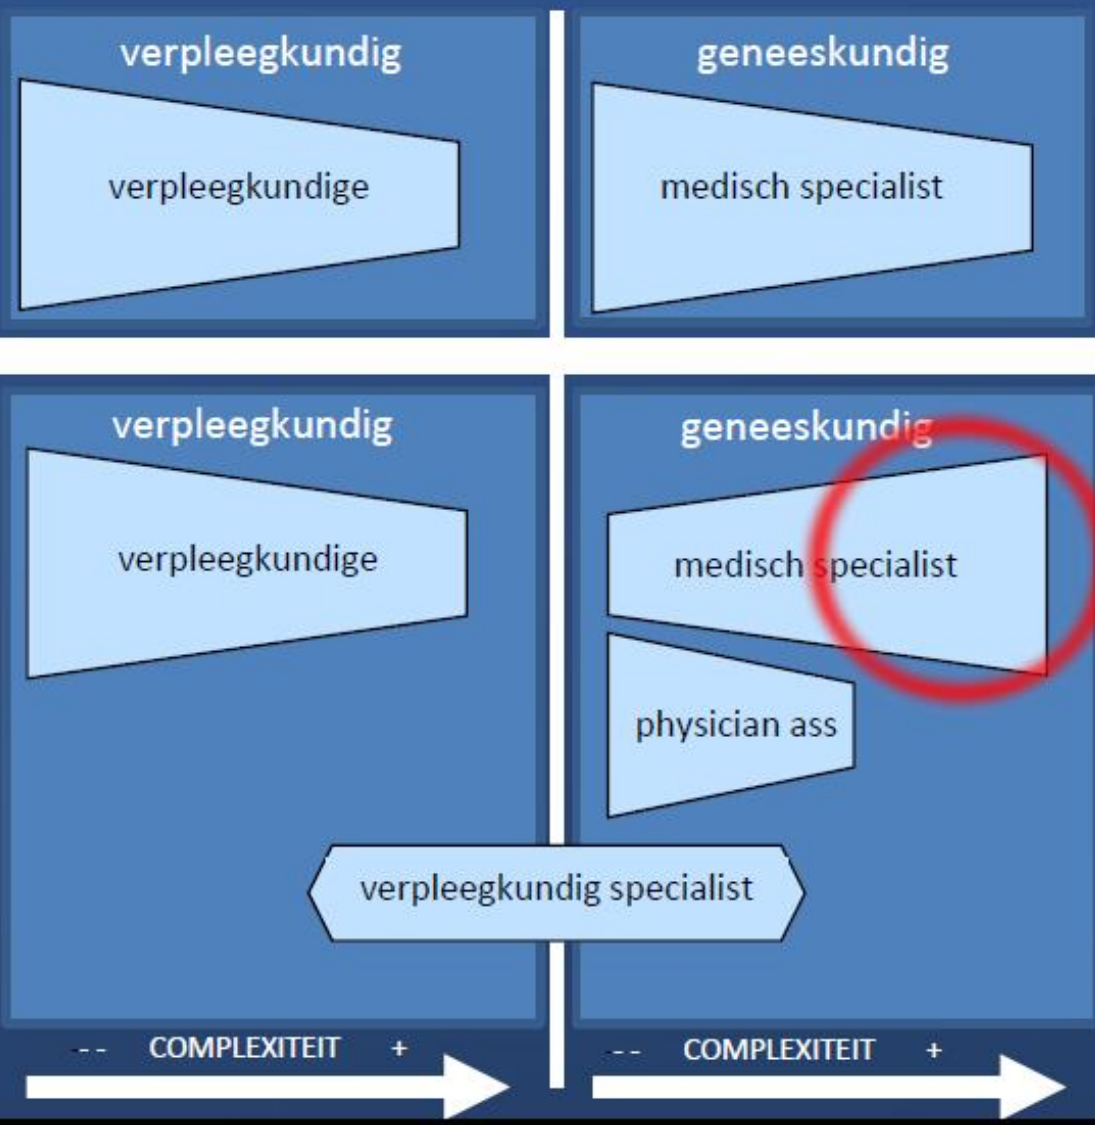 verpleegkundig
geneeskundig
verpleegkundige
medisch specialist
verpleegkundig
geneeskundig
verpleegkundige
medisch specialist
physician ass
verpleegkundig specialist
-- COMPLEXITEIT +
-- COMPLEXITEIT +